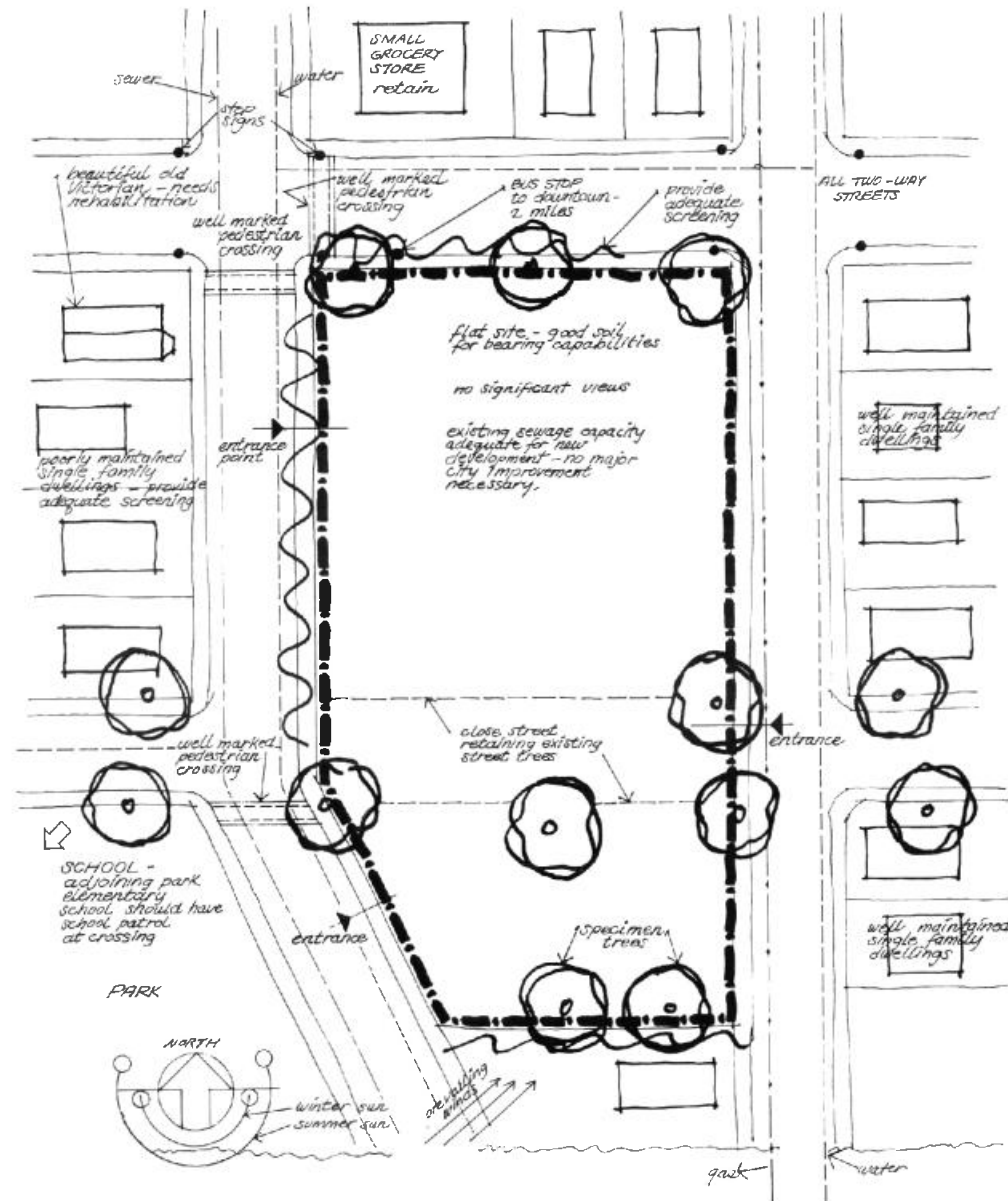 SMALL
GROCERY
STORE
retain
sewer
water
stop
signs
beautiful old
Victorian - needs
rehabilitation
well marked
pedestrian
crossing
well marked
pedestrian
crossing
BUS STOP
to downtown -
2 miles
provide
adequate
screening
ALL TWO-WAY
STREETS
flat site - good soil
for bearing capabilities
no significant views
existing sewage capacity
adequate for new
development - no major
city improvement
necessary.
entrance
point
poorly maintained
single family
dwellings - provide
adequate screening
well maintained
single family
dwellings
well marked
pedestrian
crossing
close street
retaining existing
street trees
entrance
SCHOOL -
adjoining park
elementary
school should have
school patrol
at crossing
entrance
specimen
trees
well maintained
single family
dwellings
PARK
NORTH
winter sun
summer sun
prevailing
winds
water